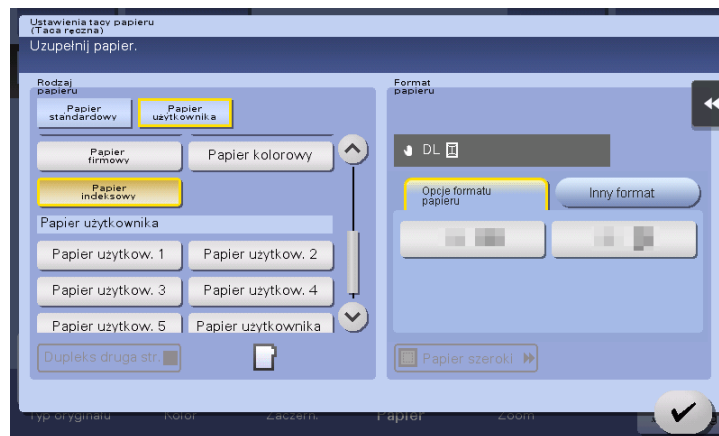 Ustawienia tacy papieru
(Taca ręczna)
Uzupełnij papier.
Rodzaj
papieru
Papier
standardowy
Papier
użytkownika
Papier
firmowy
Papier kolorowy
Papier
indeksowy
Papier użytkownika
Papier użytkow. 1
Papier użytkow. 2
Papier użytkow. 3
Papier użytkow. 4
Papier użytkow. 5
Papier użytkownika
Dupleks druga str.
Format
papieru
DL
Opcje formatu
papieru
Inny format
Papier szeroki
Typ oryginału
Kolor
Zaczern.
Papier
Zoom